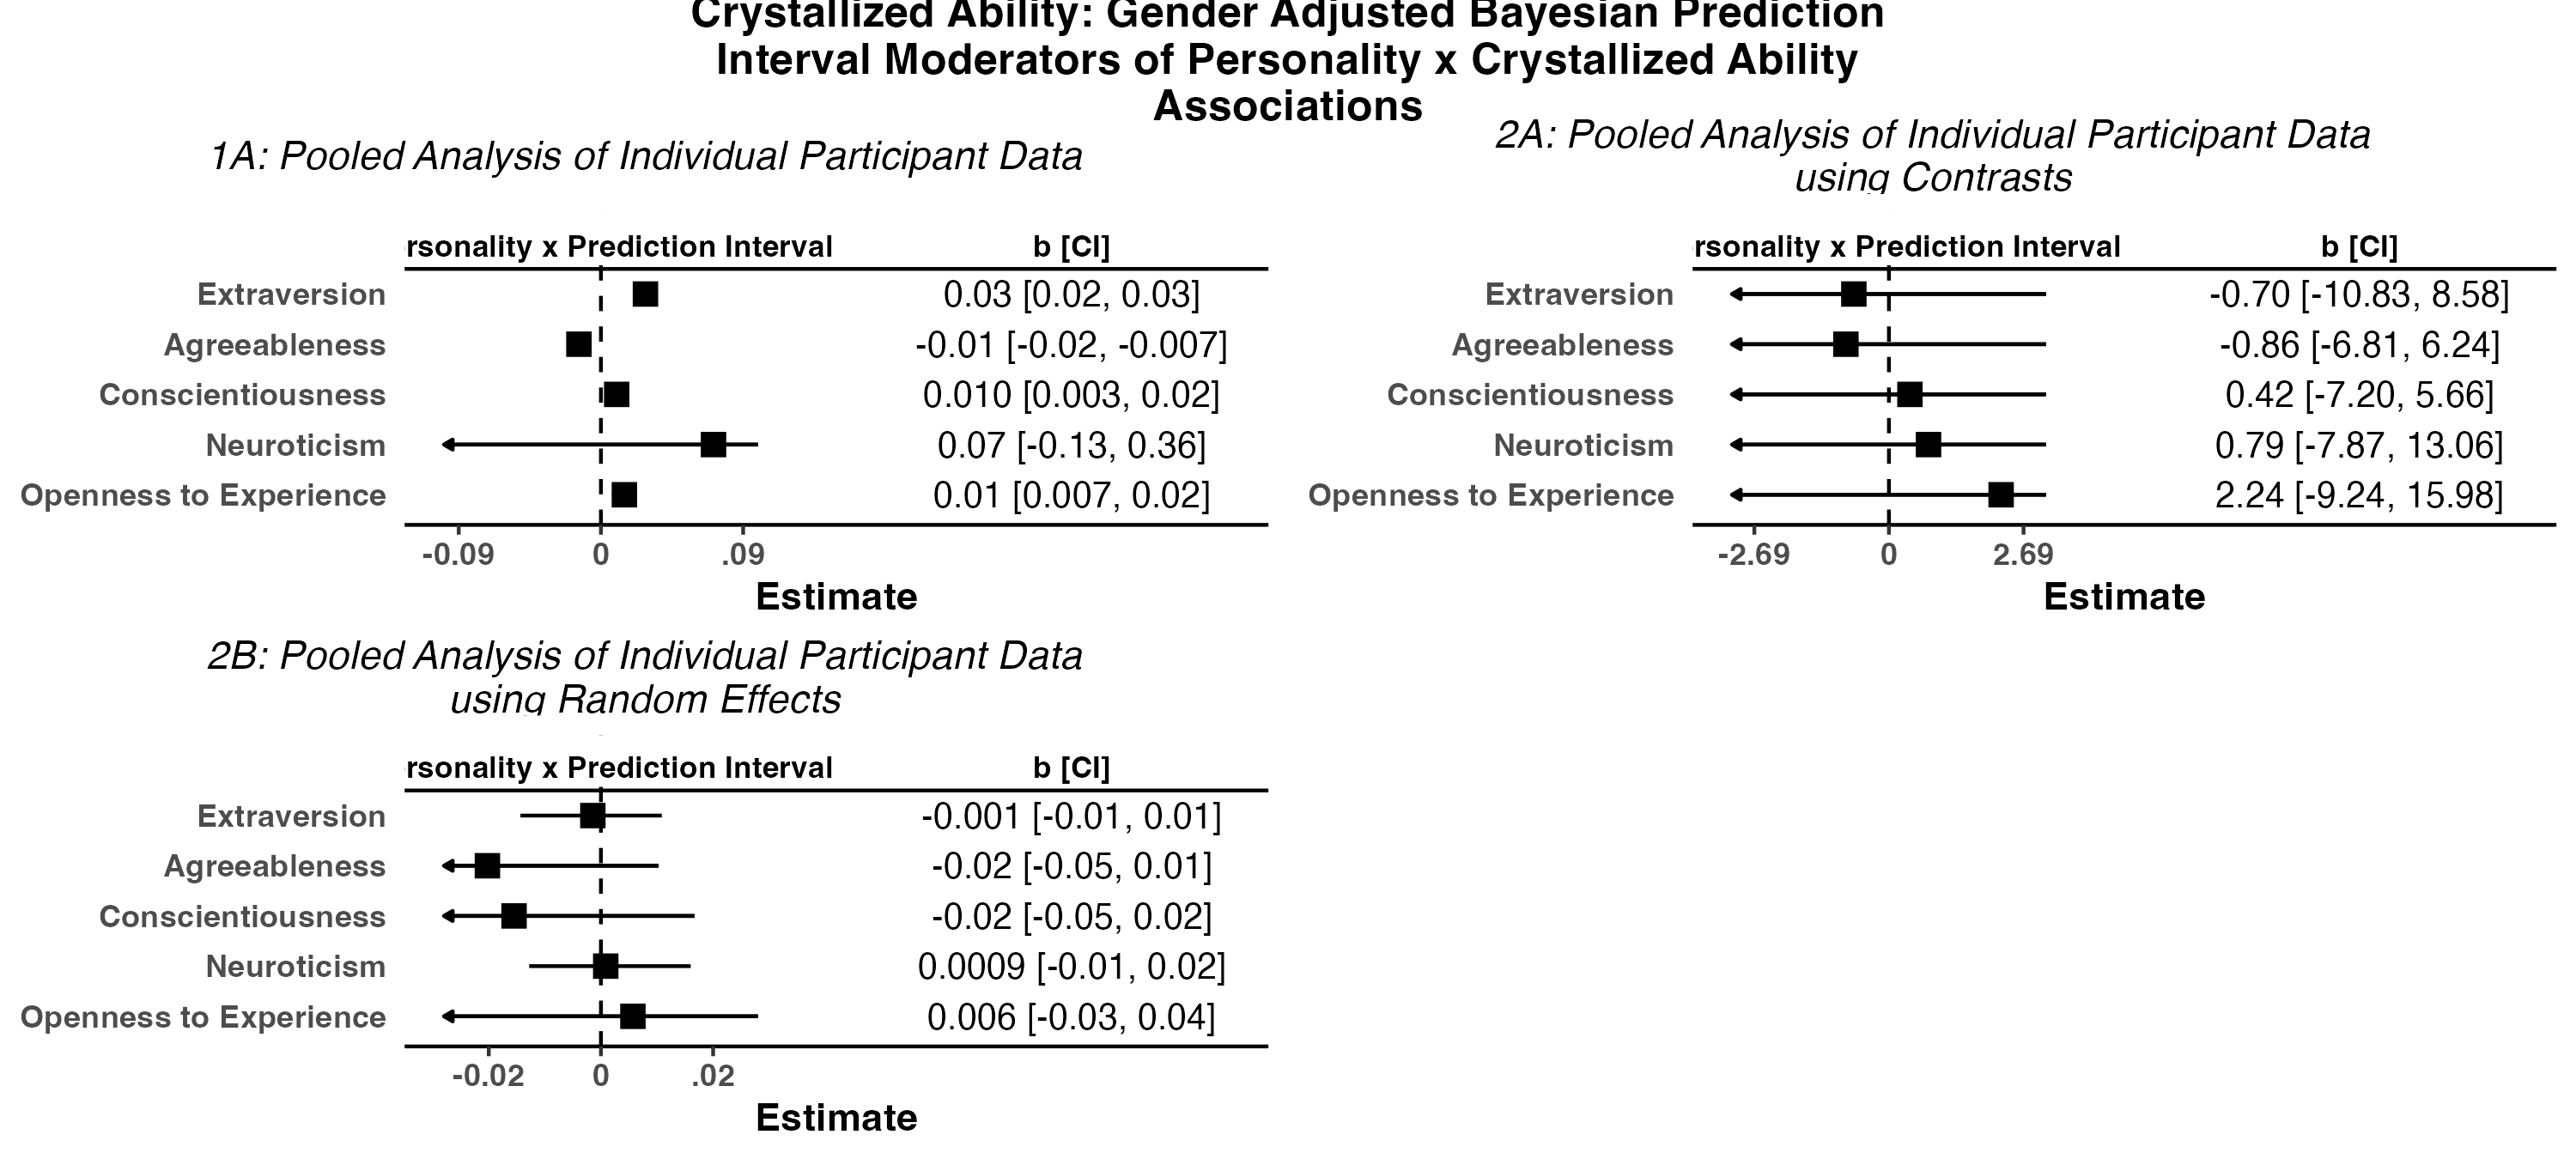 Crystallized Ability: Gender Adjusted Bayesian Prediction
Interval Moderators of Personality x Crystallized Ability
Associations
1A: Pooled Analysis of Individual Participant Data
rsonality x Prediction Interval b [CI]
Extraversion 0.03 [0.02, 0.03]
Agreeableness -0.01 [-0.02, -0.007]
Conscientiousness 0.010 [0.003, 0.02]
Neuroticism 0.07 [-0.13, 0.36]
Openness to Experience 0.01 [0.007, 0.02]
-0.09 0 .09
Estimate
2A: Pooled Analysis of Individual Participant Data
using Contrasts
rsonality x Prediction Interval b [CI]
Extraversion -0.70 [-10.83, 8.58]
Agreeableness -0.86 [-6.81, 6.24]
Conscientiousness 0.42 [-7.20, 5.66]
Neuroticism 0.79 [-7.87, 13.06]
Openness to Experience 2.24 [-9.24, 15.98]
-2.69 0 2.69
Estimate
2B: Pooled Analysis of Individual Participant Data
using Random Effects
rsonality x Prediction Interval b [CI]
Extraversion -0.001 [-0.01, 0.01]
Agreeableness -0.02 [-0.05, 0.01]
Conscientiousness -0.02 [-0.05, 0.02]
Neuroticism 0.0009 [-0.01, 0.02]
Openness to Experience 0.006 [-0.03, 0.04]
-0.02 0 .02
Estimate